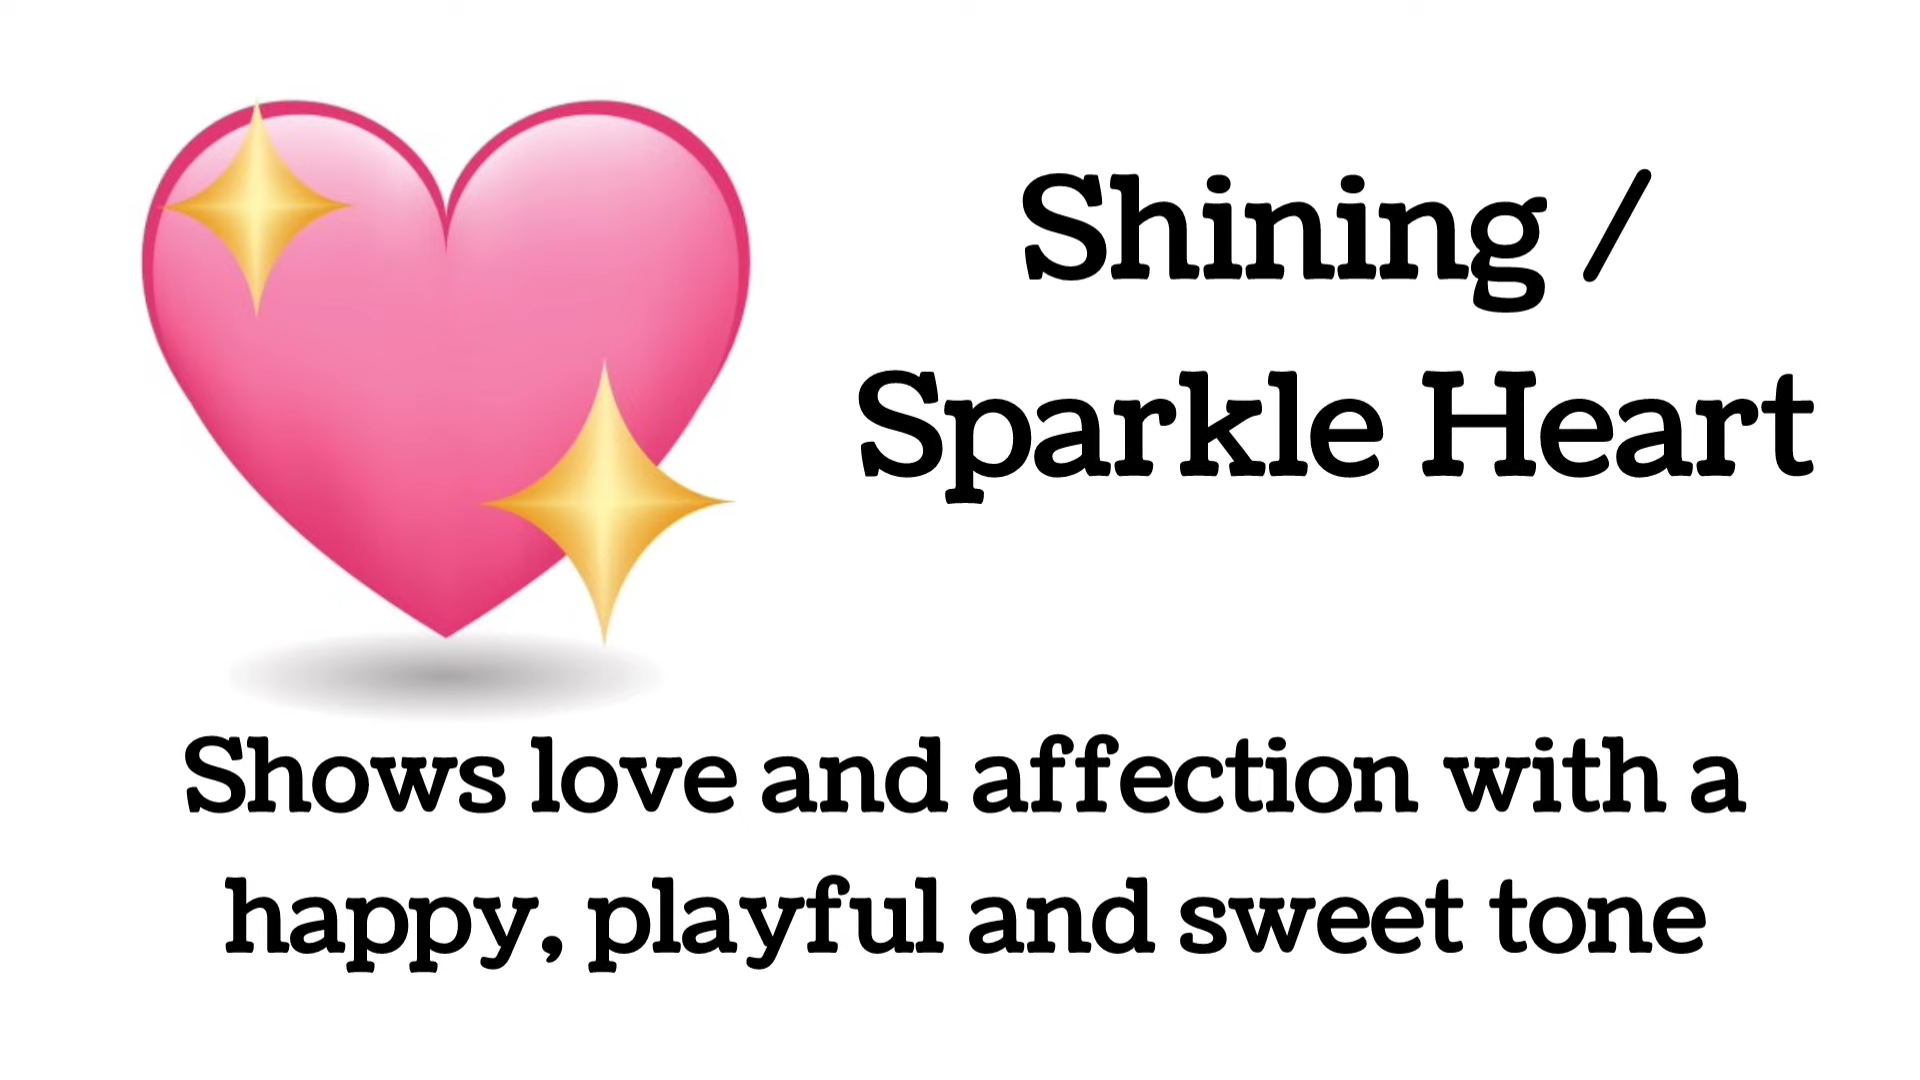 Shining /
Sparkle Heart
Shows love and affection with a
happy, playful and sweet tone